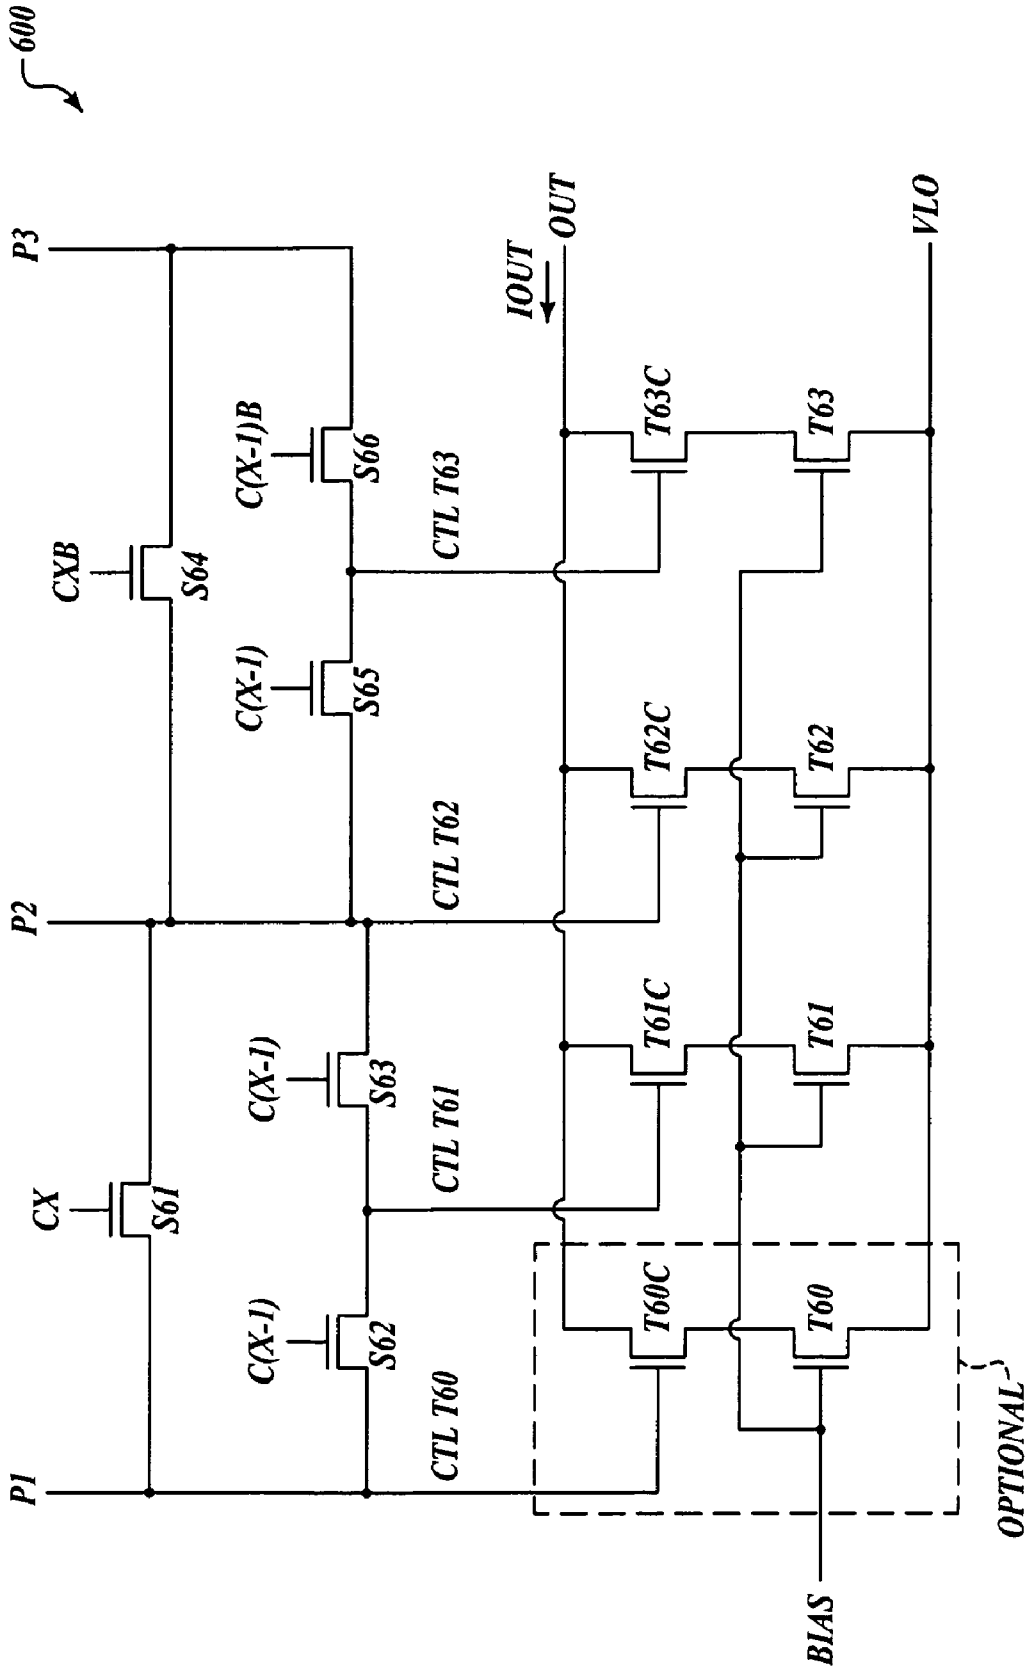 600
P1
P2
P3
CX
S61
CXB
S64
C(X-1)
S62
C(X-1)
S63
C(X-1)
S65
C(X-1)B
S66
CTL T60
CTL T61
CTL T62
CTL T63
IOUT
OUT
T60C
T61C
T62C
T63C
T60
T61
T62
T63
VLO
BIAS
OPTIONAL